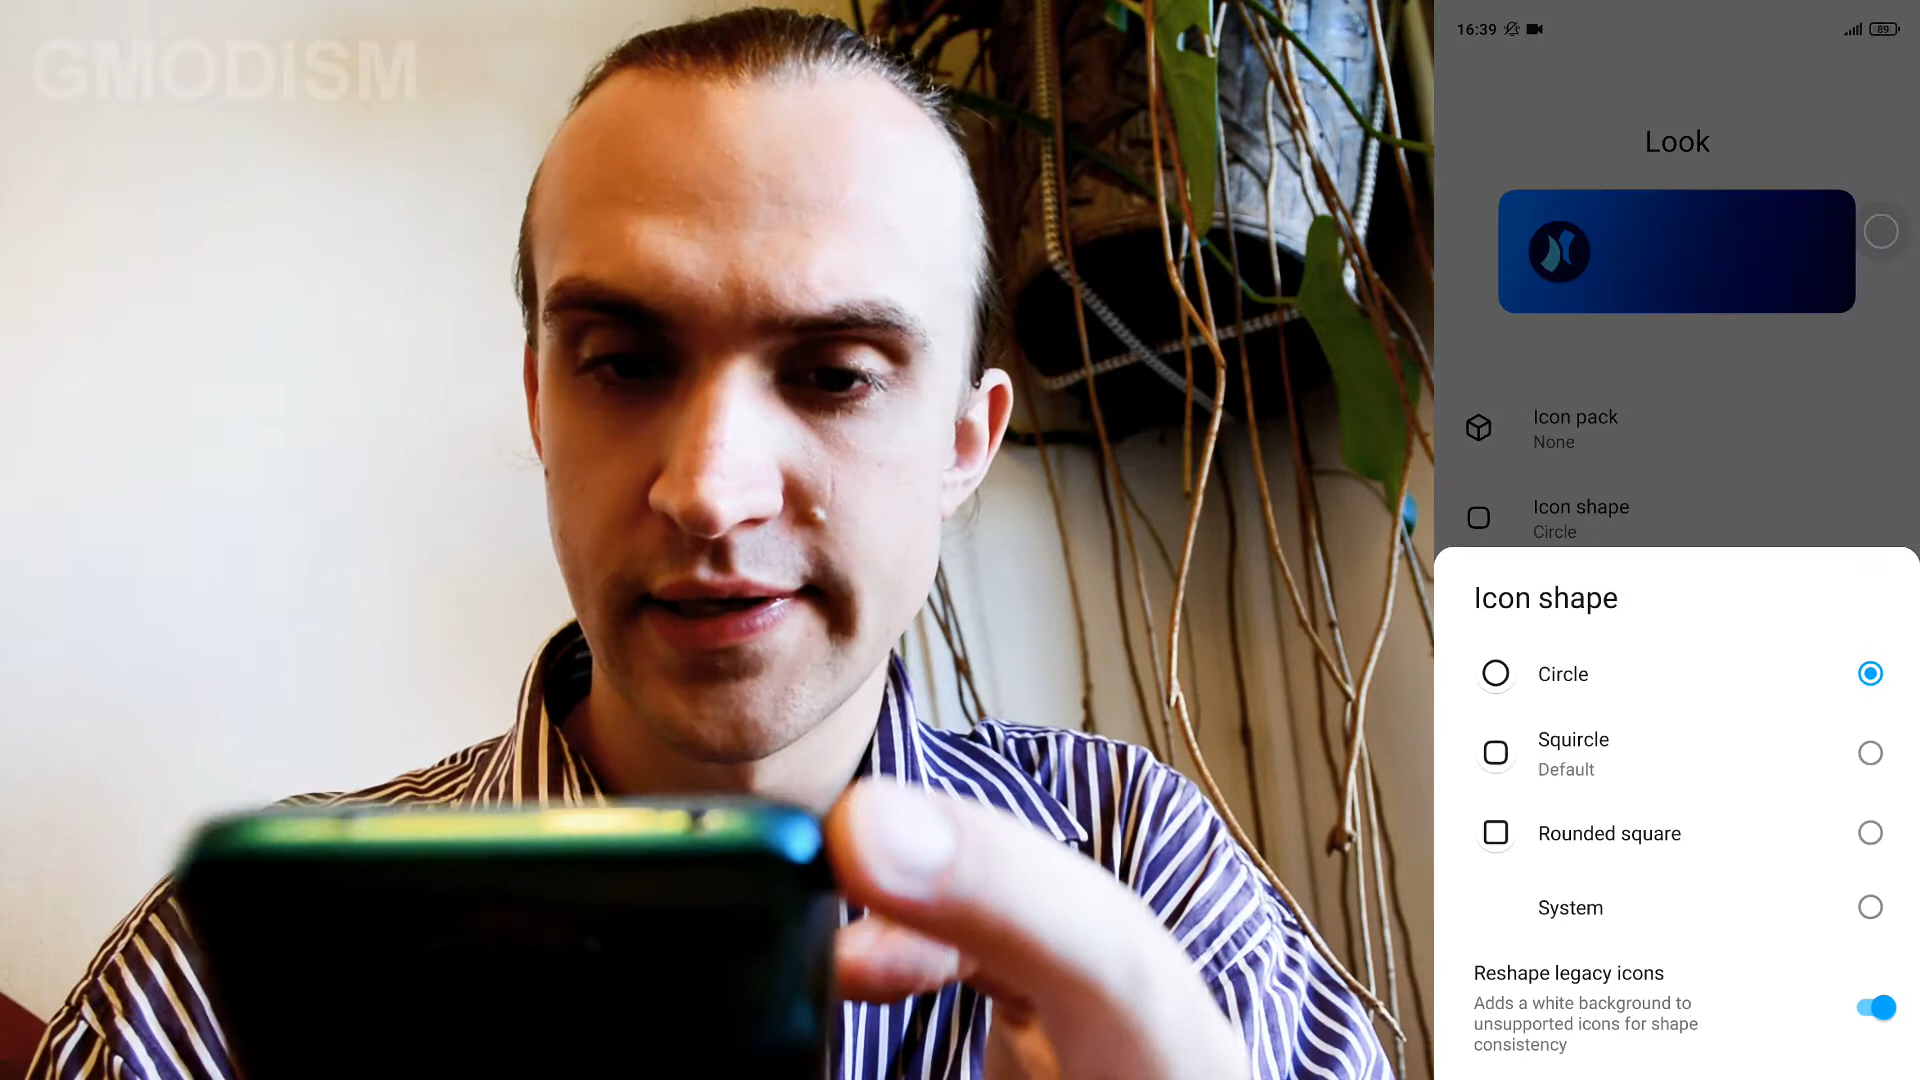 GMODISM
16:39
89
Look
Icon pack
None
Icon shape
Circle
Icon shape
Circle
Squircle
Default
Rounded square
System
Reshape legacy icons
Adds a white background to
unsupported icons for shape
consistency